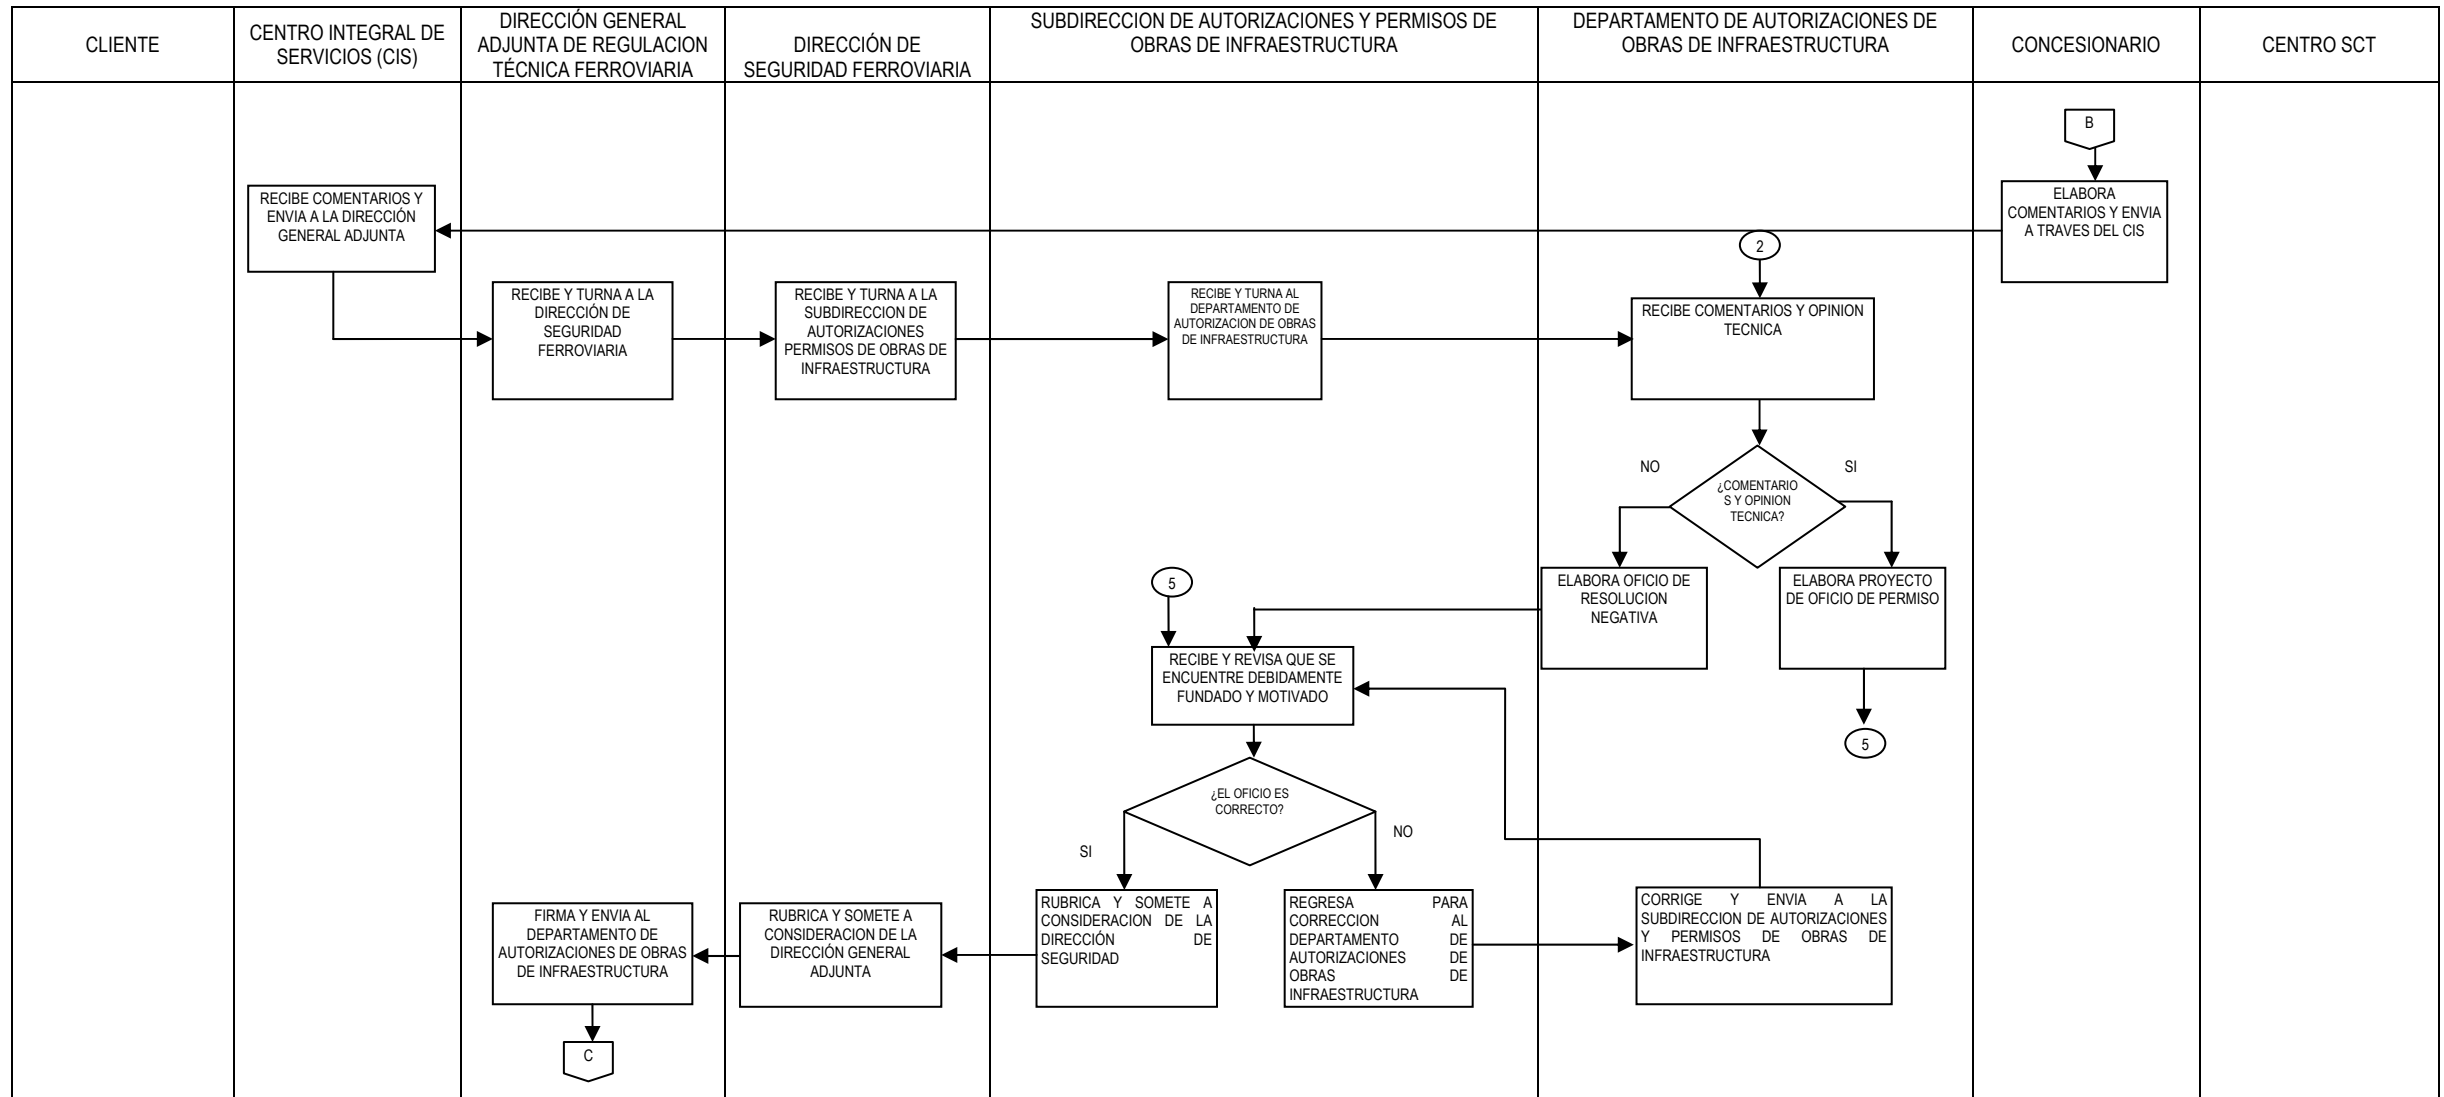 CLIENTE
CENTRO INTEGRAL DE
SERVICIOS (CIS)
DIRECCIÓN GENERAL
ADJUNTA DE REGULACION
TÉCNICA FERROVIARIA
DIRECCIÓN DE
SEGURIDAD FERROVIARIA
SUBDIRECCION DE AUTORIZACIONES Y PERMISOS DE
OBRAS DE INFRAESTRUCTURA
DEPARTAMENTO DE AUTORIZACIONES DE
OBRAS DE INFRAESTRUCTURA
CONCESIONARIO
CENTRO SCT
B
ELABORA
COMENTARIOS Y ENVIA
A TRAVES DEL CIS
RECIBE COMENTARIOS Y
ENVIA A LA DIRECCIÓN
GENERAL ADJUNTA
2
RECIBE Y TURNA A LA
DIRECCIÓN DE
SEGURIDAD
FERROVIARIA
RECIBE Y TURNA A LA
SUBDIRECCION DE
AUTORIZACIONES
PERMISOS DE OBRAS DE
INFRAESTRUCTURA
RECIBE Y TURNA AL
DEPARTAMENTO DE
AUTORIZACION DE OBRAS
DE INFRAESTRUCTURA
RECIBE COMENTARIOS Y OPINION
TECNICA
NO
SI
¿COMENTARIO
S Y OPINION
TECNICA?
ELABORA OFICIO DE
RESOLUCION
NEGATIVA
ELABORA PROYECTO
DE OFICIO DE PERMISO
5
5
RECIBE Y REVISA QUE SE
ENCUENTRE DEBIDAMENTE
FUNDADO Y MOTIVADO
¿EL OFICIO ES
CORRECTO?
SI
NO
FIRMA Y ENVIA AL
DEPARTAMENTO DE
AUTORIZACIONES DE OBRAS
DE INFRAESTRUCTURA
RUBRICA Y SOMETE A
CONSIDERACION DE LA
DIRECCIÓN GENERAL
ADJUNTA
RUBRICA Y SOMETE A
CONSIDERACION DE LA
DIRECCIÓN DE
SEGURIDAD
REGRESA PARA
CORRECCION AL
DEPARTAMENTO DE
AUTORIZACIONES DE
OBRAS DE
INFRAESTRUCTURA
CORRIGE Y ENVIA A LA
SUBDIRECCION DE AUTORIZACIONES
Y PERMISOS DE OBRAS DE
INFRAESTRUCTURA
C